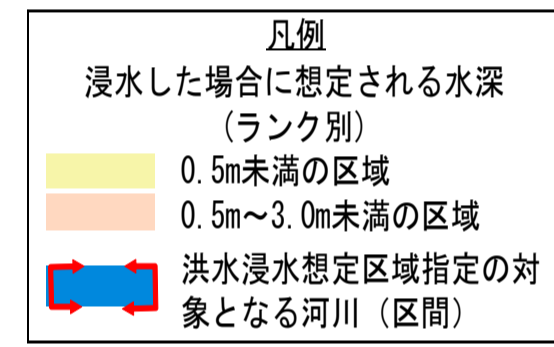 凡例
浸水した場合に想定される水深
(ランク別)
0.5m未満の区域
0.5m～3.0m未満の区域
洪水浸水想定区域指定の対
象となる河川（区間）